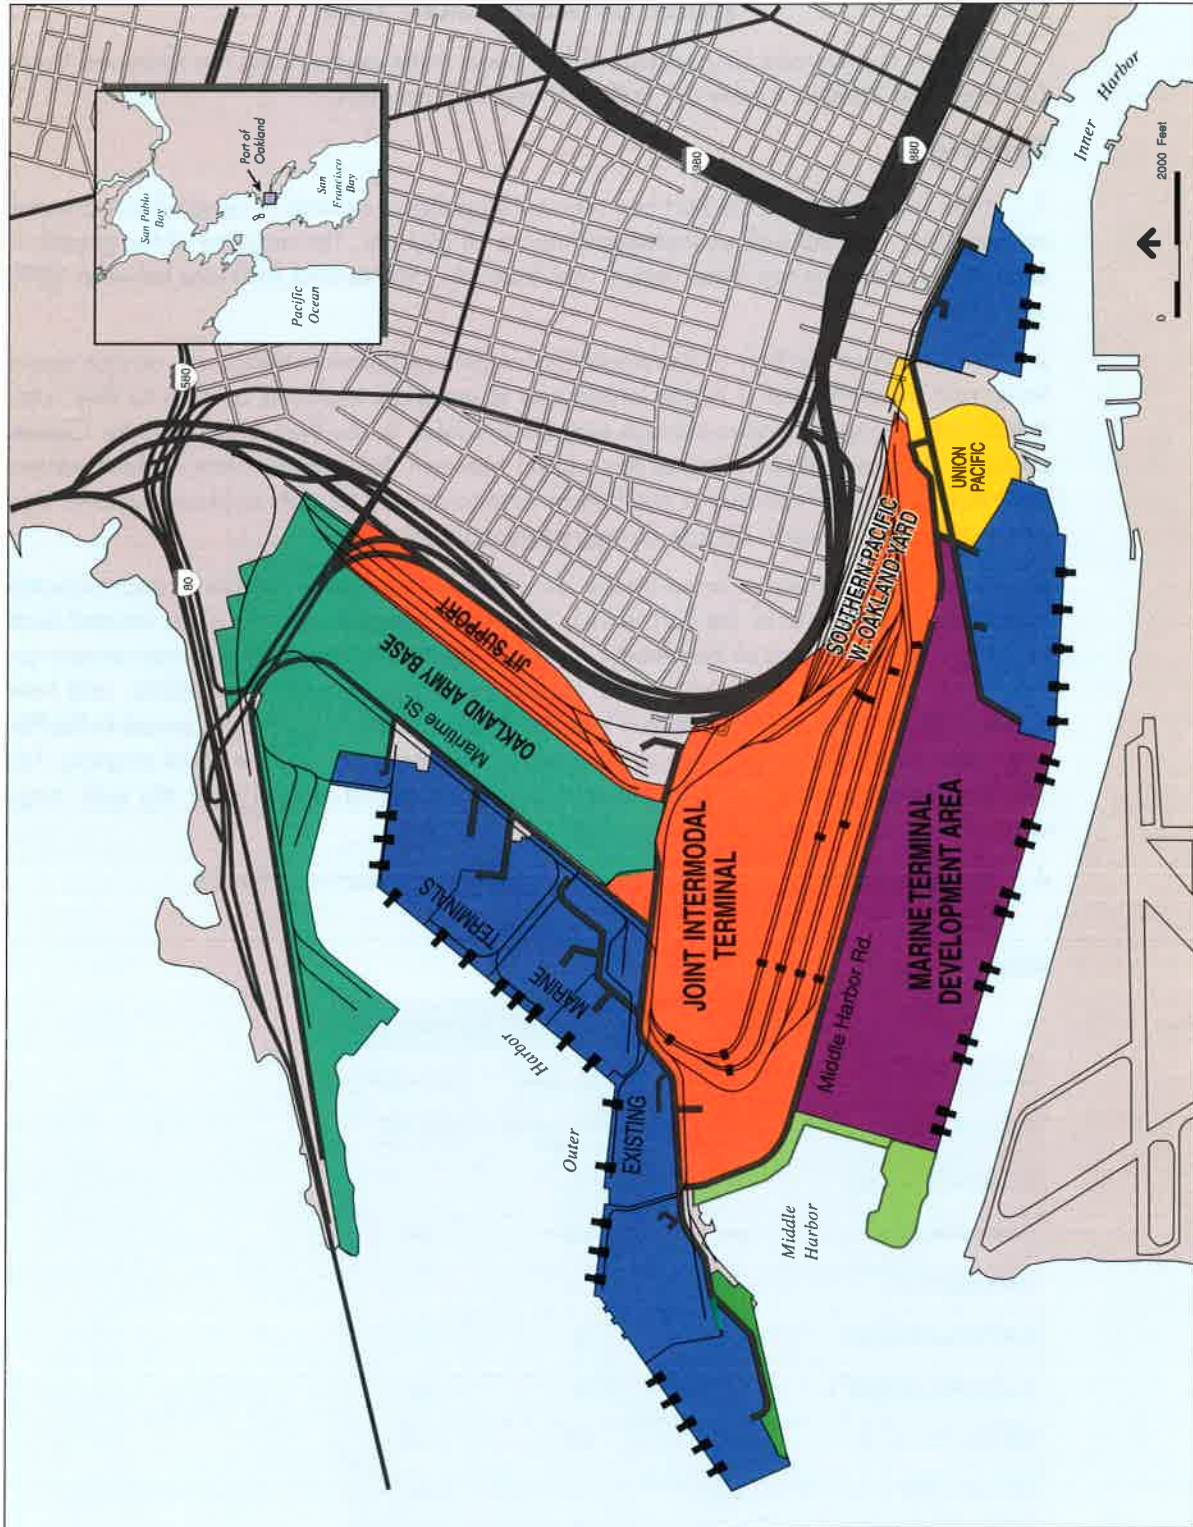 San Pablo
Bay
Port of
Oakland
San
Francisco
Bay
Pacific
Ocean
580
80
980
880
JIT SUPPORT
OAKLAND ARMY BASE
Maritime St.
TERMINALS
MARINE
EXISTING
Outer
Harbor
JOINT INTERMODAL
TERMINAL
SOUTHERN PACIFIC
W. OAKLAND YARD
UNION
PACIFIC
MARINE TERMINAL
DEVELOPMENT AREA
Middle Harbor Rd.
Middle
Harbor
Inner Harbor
0
2000 Feet